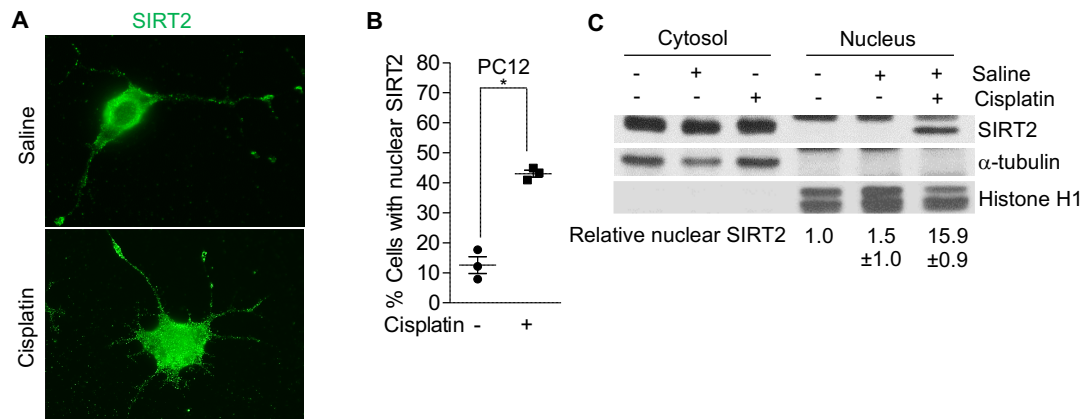 A
SIRT2
Saline
Cisplatin
B
% Cells with nuclear SIRT2
80
70
60
50
40
30
20
10
0
PC12
*
Cisplatin - +
C
Cytosol Nucleus
- + - - + + Saline
- - + - - + Cisplatin
SIRT2
α-tubulin
Histone H1
Relative nuclear SIRT2 1.0 1.5 15.9
±1.0 ±0.9